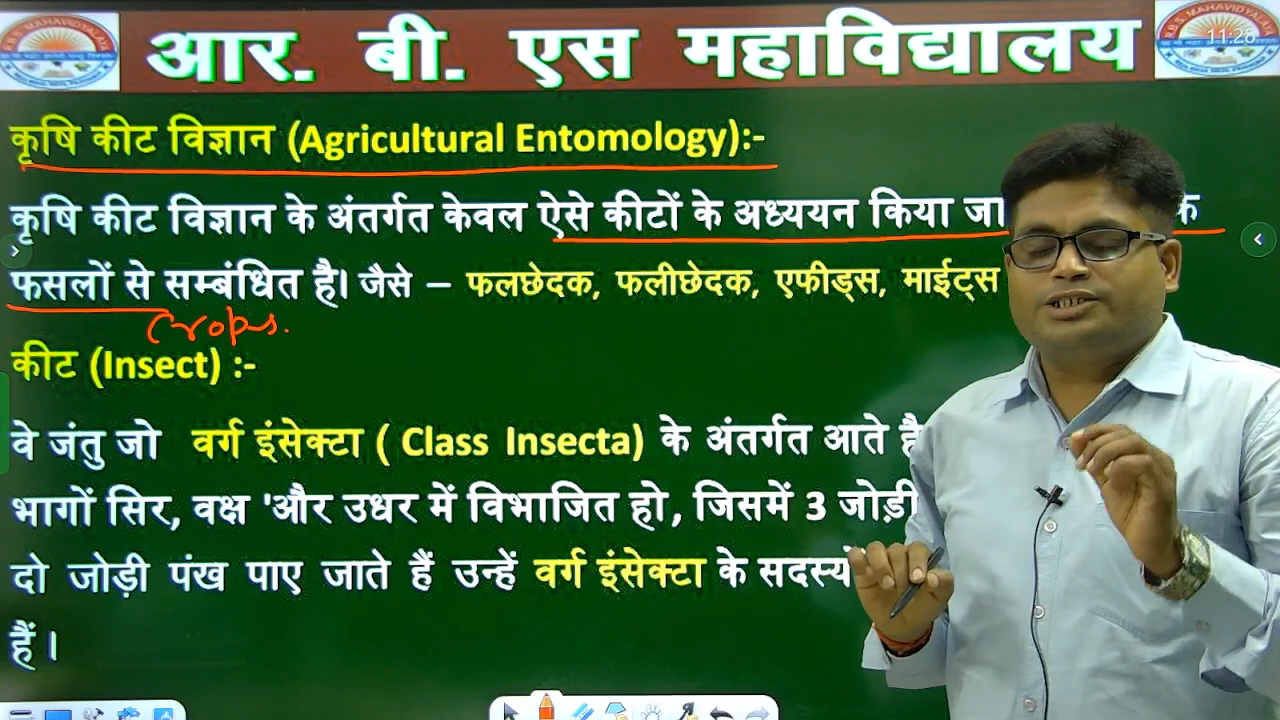 R.B.S. MAHAVIDYALAYA
आर. बी. एस महाविद्यालय
11:28
कृषि कीट विज्ञान (Agricultural Entomology):-
कृषि कीट विज्ञान के अंतर्गत केवल ऐसे कीटों के अध्ययन किया जा
फसलों से सम्बंधित है। जैसे – फलछेदक, फलीछेदक, एफीड्स, माईट्स
Crops.
कीट (Insect) :-
वे जंतु जो वर्ग इंसेक्टा ( Class Insecta) के अंतर्गत आते है
भागों सिर, वक्ष 'और उधर में विभाजित हो, जिसमें 3 जोड़ी
दो जोड़ी पंख पाए जाते हैं उन्हें वर्ग इंसेक्टा के सदस्य
हैं ।